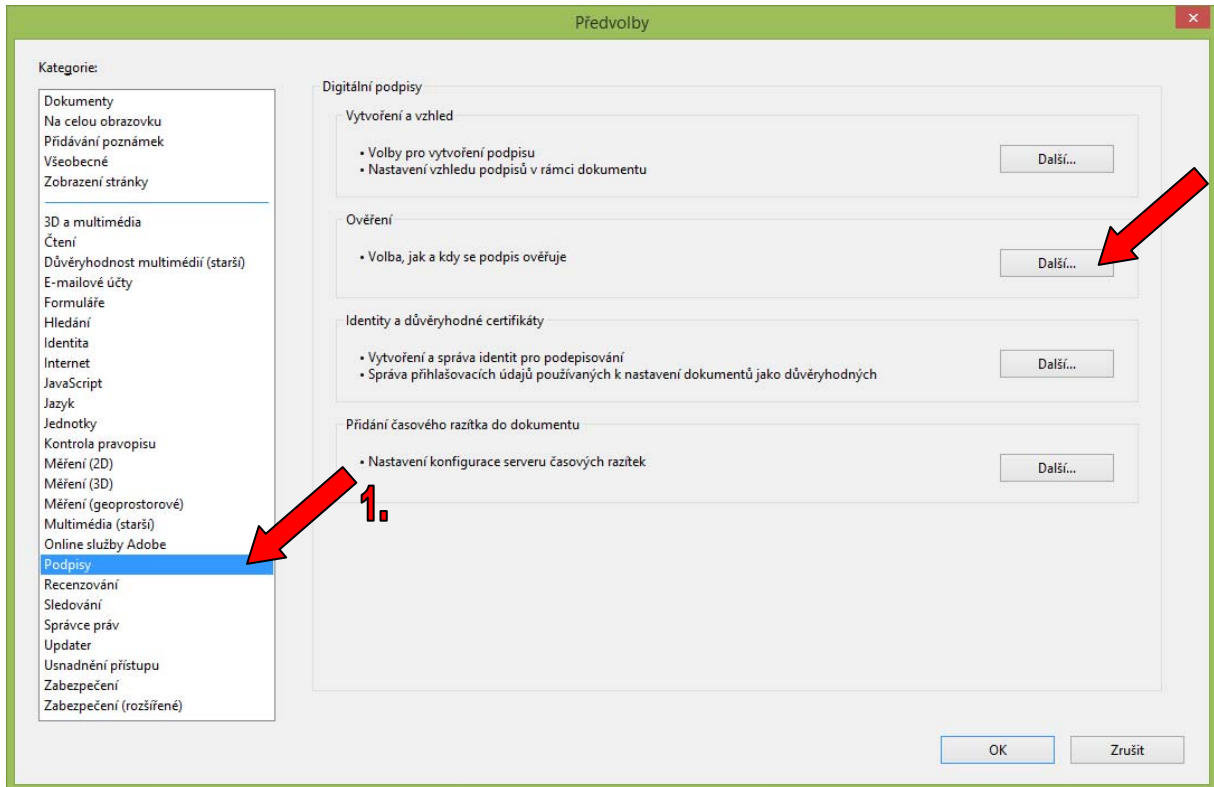 Předvolby
Kategorie:
Dokumenty
Na celou obrazovku
Přidávání poznámek
Všeobecné
Zobrazení stránky
3D a multimédia
Čtení
Důvěryhodnost multimédií (starší)
E-mailové účty
Formuláře
Hledání
Identita
Internet
JavaScript
Jazyk
Jednotky
Kontrola pravopisu
Měření (2D)
Měření (3D)
Měření (geoprostorové)
Multimédia (starší)
Online služby Adobe
Podpisy
Recenzování
Sledování
Správce práv
Updater
Usnadnění přístupu
Zabezpečení
Zabezpečení (rozšířené)
Digitální podpisy
Vytvoření a vzhled
• Volby pro vytvoření podpisu
• Nastavení vzhledu podpisů v rámci dokumentu
Další...
Ověření
• Volba, jak a kdy se podpis ověřuje
Další...
Identity a důvěryhodné certifikáty
• Vytvoření a správa identit pro podepisování
• Správa přihlašovacích údajů používaných k nastavení dokumentů jako důvěryhodných
Další...
Přidání časového razítka do dokumentu
• Nastavení konfigurace serveru časových razítek
Další...
1.
OK
Zrušit